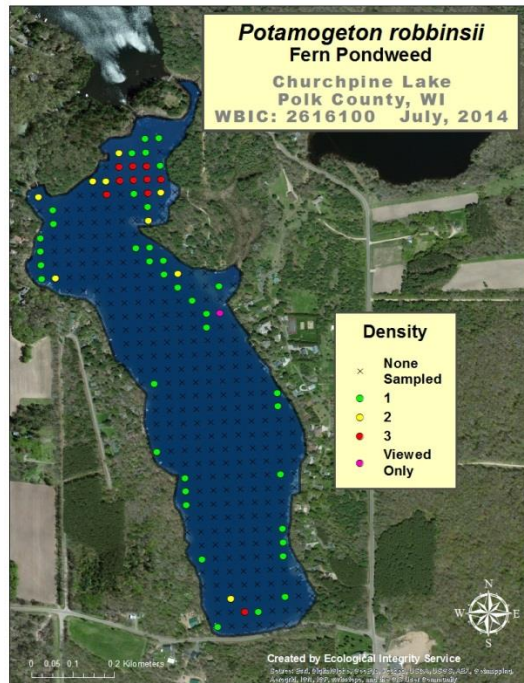 Potamogeton robbinsii
Fern Pondweed
Churchpine Lake
Polk County, WI
WBIC: 2616100 July, 2014
Density
None
Sampled
1
2
3
Viewed
Only
N
W E
S
0 0.05 0.1 0.2 Kilometers
Created by Ecological Integrity Service